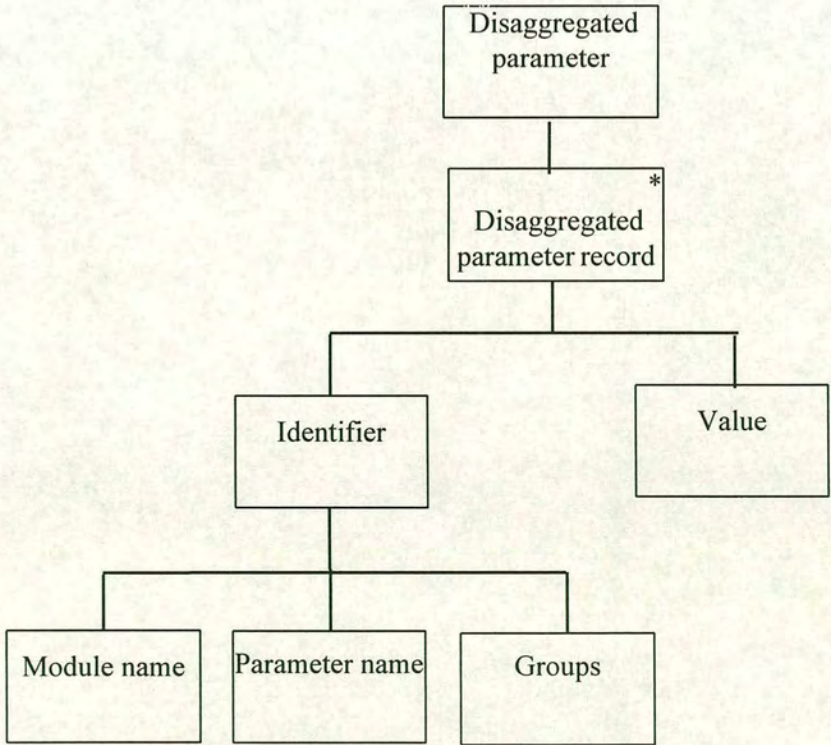 Disaggregated
parameter
*
Disaggregated
parameter record
Identifier
Value
Module name
Parameter name
Groups